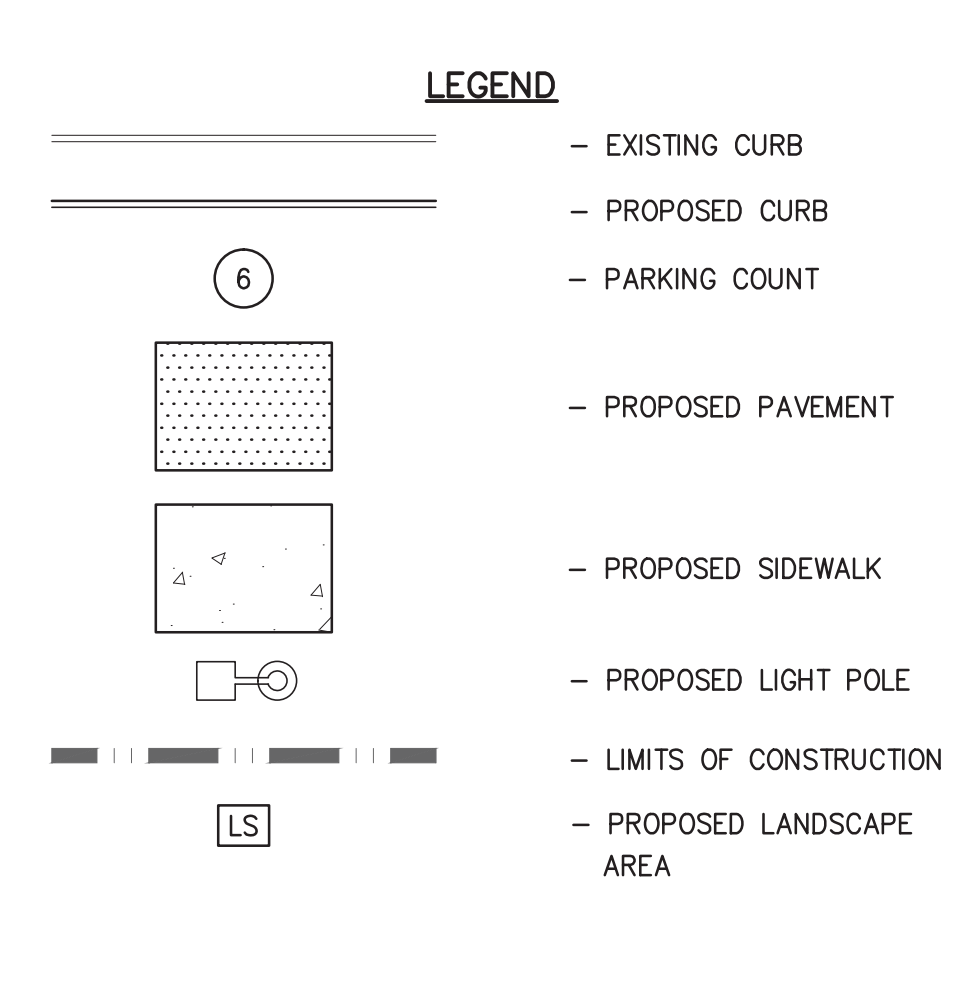 LEGEND
– EXISTING CURB
– PROPOSED CURB
6 – PARKING COUNT
– PROPOSED PAVEMENT
– PROPOSED SIDEWALK
– PROPOSED LIGHT POLE
– LIMITS OF CONSTRUCTION
LS – PROPOSED LANDSCAPE
AREA